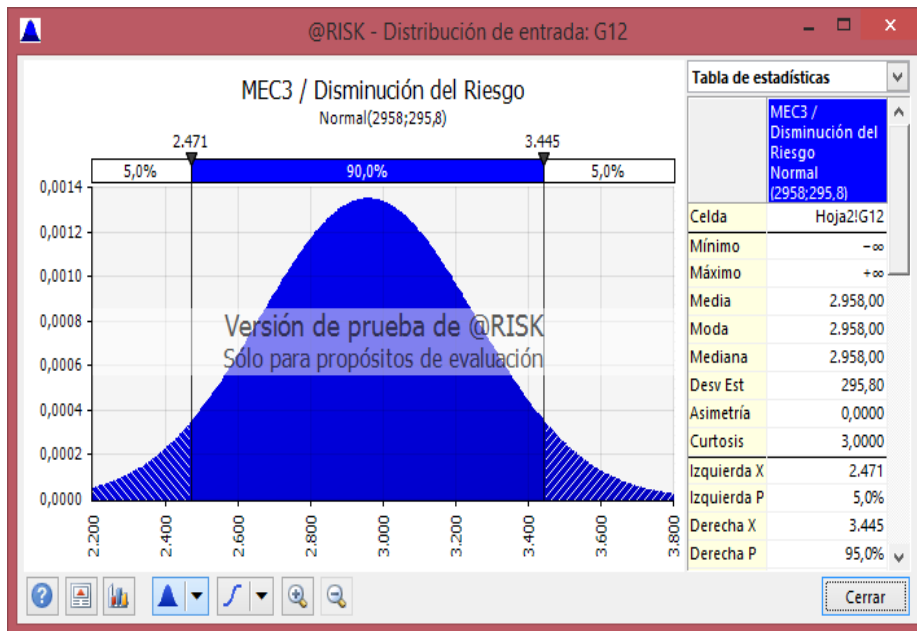 @RISK - Distribución de entrada: G12
MEC3 / Disminución del Riesgo
Normal(2958;295,8)
2.471 3.445
5,0% 90,0% 5,0%
0,0014
0,0012
0,0010
0,0008
0,0006
0,0004
0,0002
0,0000
Versión de prueba de @RISK
Sólo para propósitos de evaluación
2.200 2.400 2.600 2.800 3.000 3.200 3.400 3.600 3.800
Tabla de estadísticas
MEC3 /
Disminución del
Riesgo
Normal
(2958;295,8)
Celda Hoja2!G12
Mínimo −∞
Máximo +∞
Media 2.958,00
Moda 2.958,00
Mediana 2.958,00
Desv Est 295,80
Asimetría 0,0000
Curtosis 3,0000
Izquierda X 2.471
Izquierda P 5,0%
Derecha X 3.445
Derecha P 95,0%
Cerrar